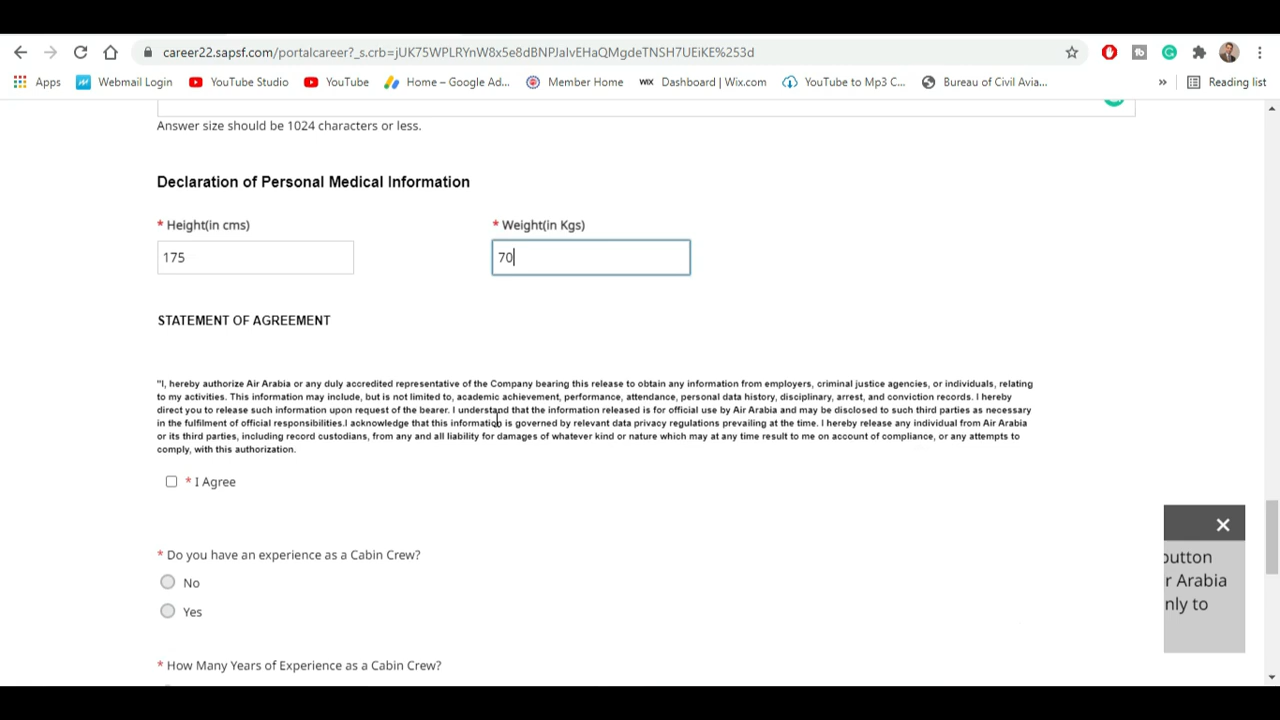 career22.sapsf.com/portalcareer?_s.crb=jUK75WPLRYnW8x5e8dBNPJaIvEHaQMgdeTNSH7UEiKE%253d
Apps Webmail Login YouTube Studio YouTube Home – Google Ad... Member Home WIX Dashboard | Wix.com YouTube to Mp3 C... Bureau of Civil Avia... » Reading list
Answer size should be 1024 characters or less.
Declaration of Personal Medical Information
* Height(in cms) * Weight(in Kgs)
175 70
STATEMENT OF AGREEMENT
"I, hereby authorize Air Arabia or any duly accredited representative of the Company bearing this release to obtain any information from employers, criminal justice agencies, or individuals, relating
to my activities. This information may include, but is not limited to, academic achievement, performance, attendance, personal data history, disciplinary, arrest, and conviction records. I hereby
direct you to release such information upon request of the bearer. I understand that the information released is for official use by Air Arabia and may be disclosed to such third parties as necessary
in the fulfilment of official responsibilities.I acknowledge that this information is governed by relevant data privacy regulations prevailing at the time. I hereby release any individual from Air Arabia
or its third parties, including record custodians, from any and all liability for damages of whatever kind or nature which may at any time result to me on account of compliance, or any attempts to
comply, with this authorization.
* I Agree
button
r Arabia
nly to
* Do you have an experience as a Cabin Crew?
No
Yes
* How Many Years of Experience as a Cabin Crew?